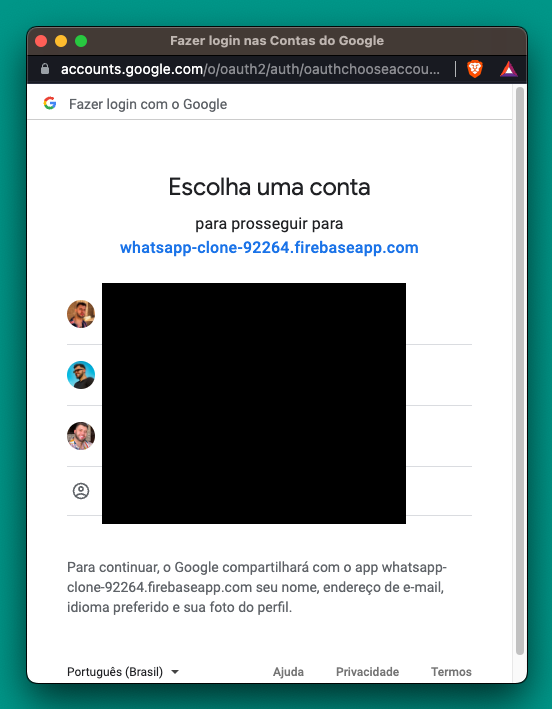 Fazer login nas Contas do Google
accounts.google.com/o/oauth2/auth/oauthchooseaccou...
Fazer login com o Google
Escolha uma conta
para prosseguir para
whatsapp-clone-92264.firebaseapp.com
Para continuar, o Google compartilhará com o app whatsapp-
clone-92264.firebaseapp.com seu nome, endereço de e-mail,
idioma preferido e sua foto do perfil.
Português (Brasil) Ajuda Privacidade Termos